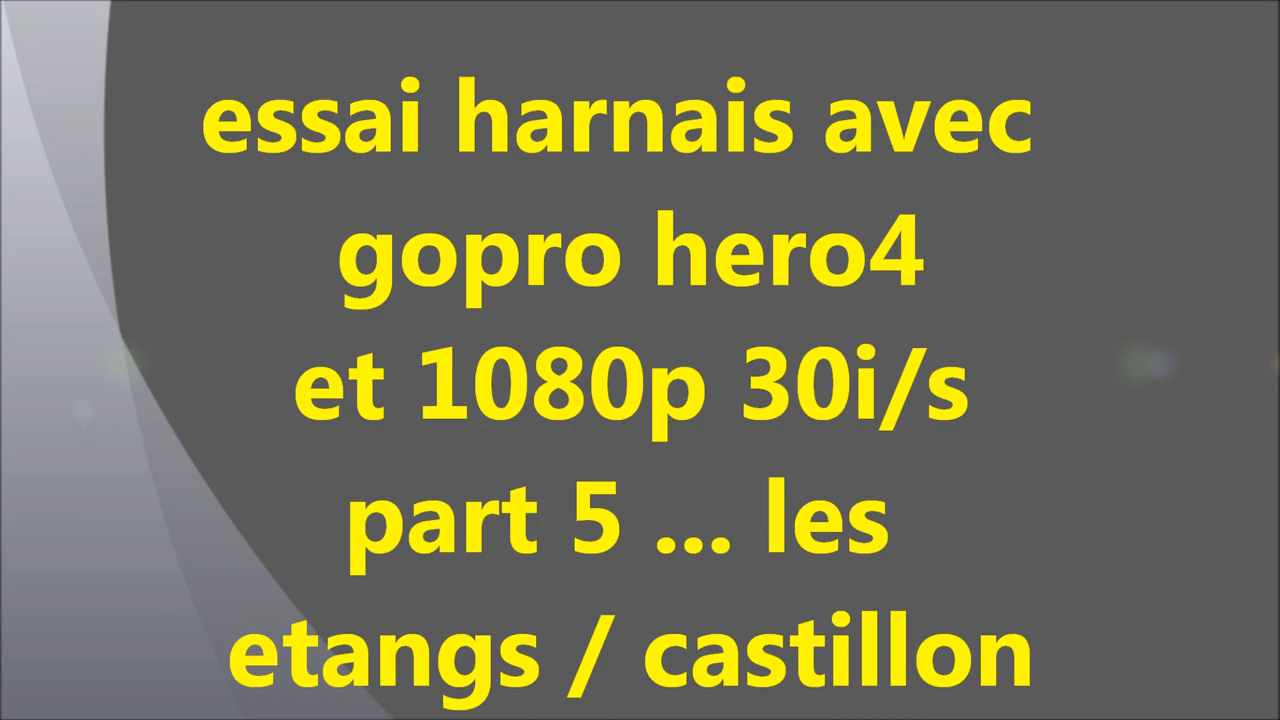 essai harnais avec
gopro hero4
et 1080p 30i/s
part 5 ... les
etangs / castillon